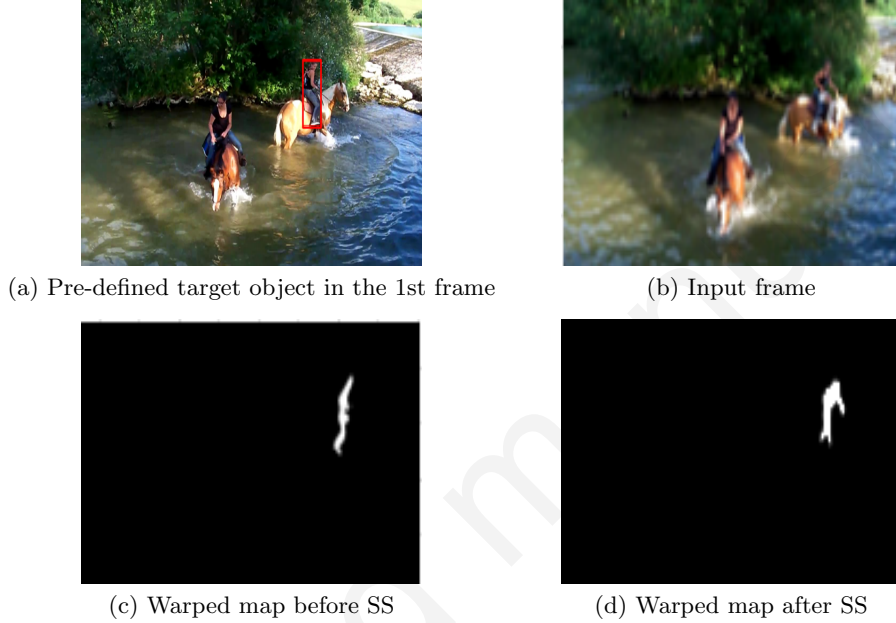 (a) Pre-defined target object in the 1st frame
(b) Input frame
(c) Warped map before SS
(d) Warped map after SS